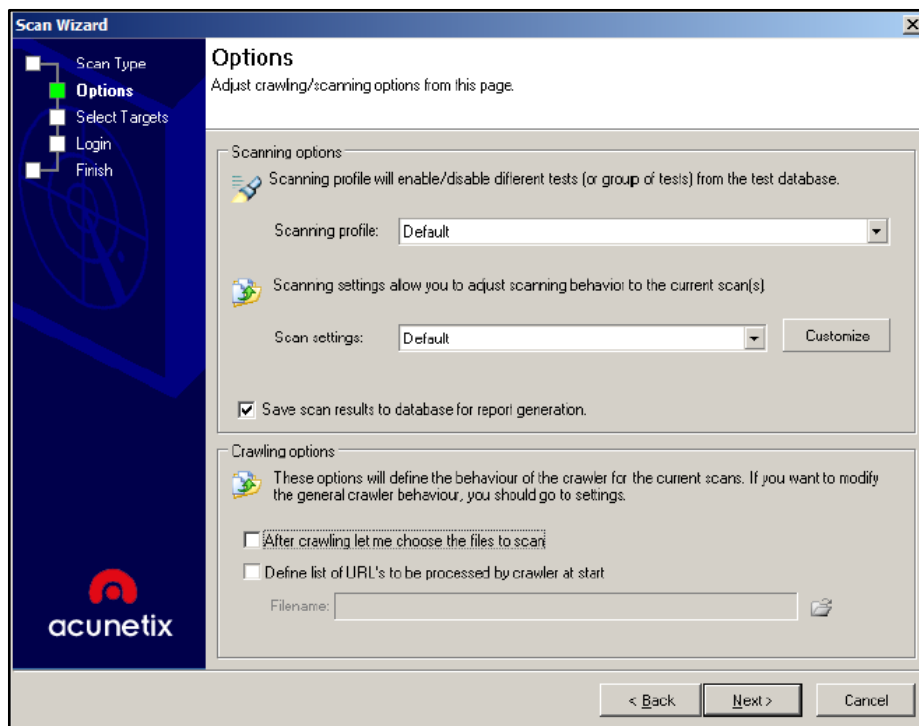 Scan Wizard
Scan Type
Options
Select Targets
Login
Finish
acunetix
Options
Adjust crawling/scanning options from this page.
Scanning options
Scanning profile will enable/disable different tests (or group of tests) from the test database.
Scanning profile: Default
Scanning settings allow you to adjust scanning behavior to the current scan(s)
Scan settings: Default Customize
Save scan results to database for report generation.
Crawling options
These options will define the behaviour of the crawler for the current scans. If you want to modify
the general crawler behaviour, you should go to settings.
After crawling let me choose the files to scan
Define list of URL's to be processed by crawler at start
Filename:
< Back Next > Cancel